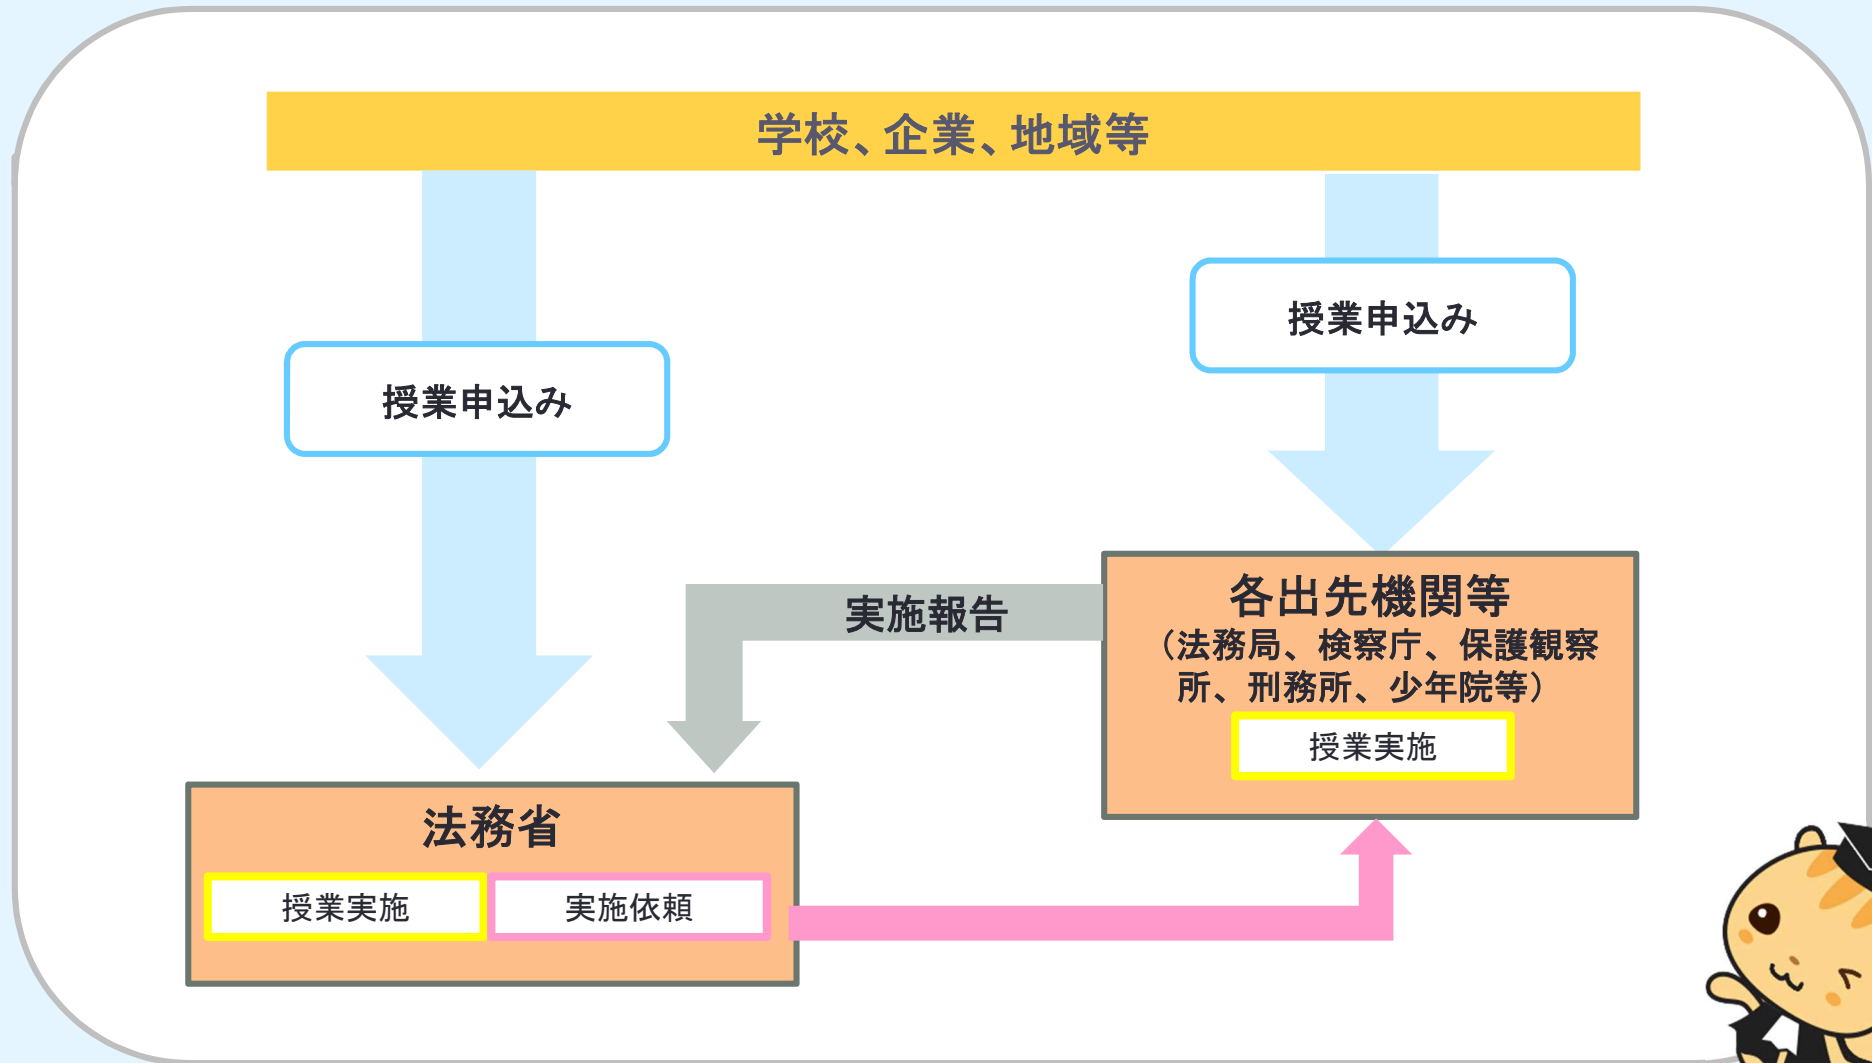 学校、企業、地域等
授業申込み
授業申込み
実施報告
各出先機関等
（法務局、検察庁、保護観察
所、刑務所、少年院等）
授業実施
法務省
授業実施
実施依頼